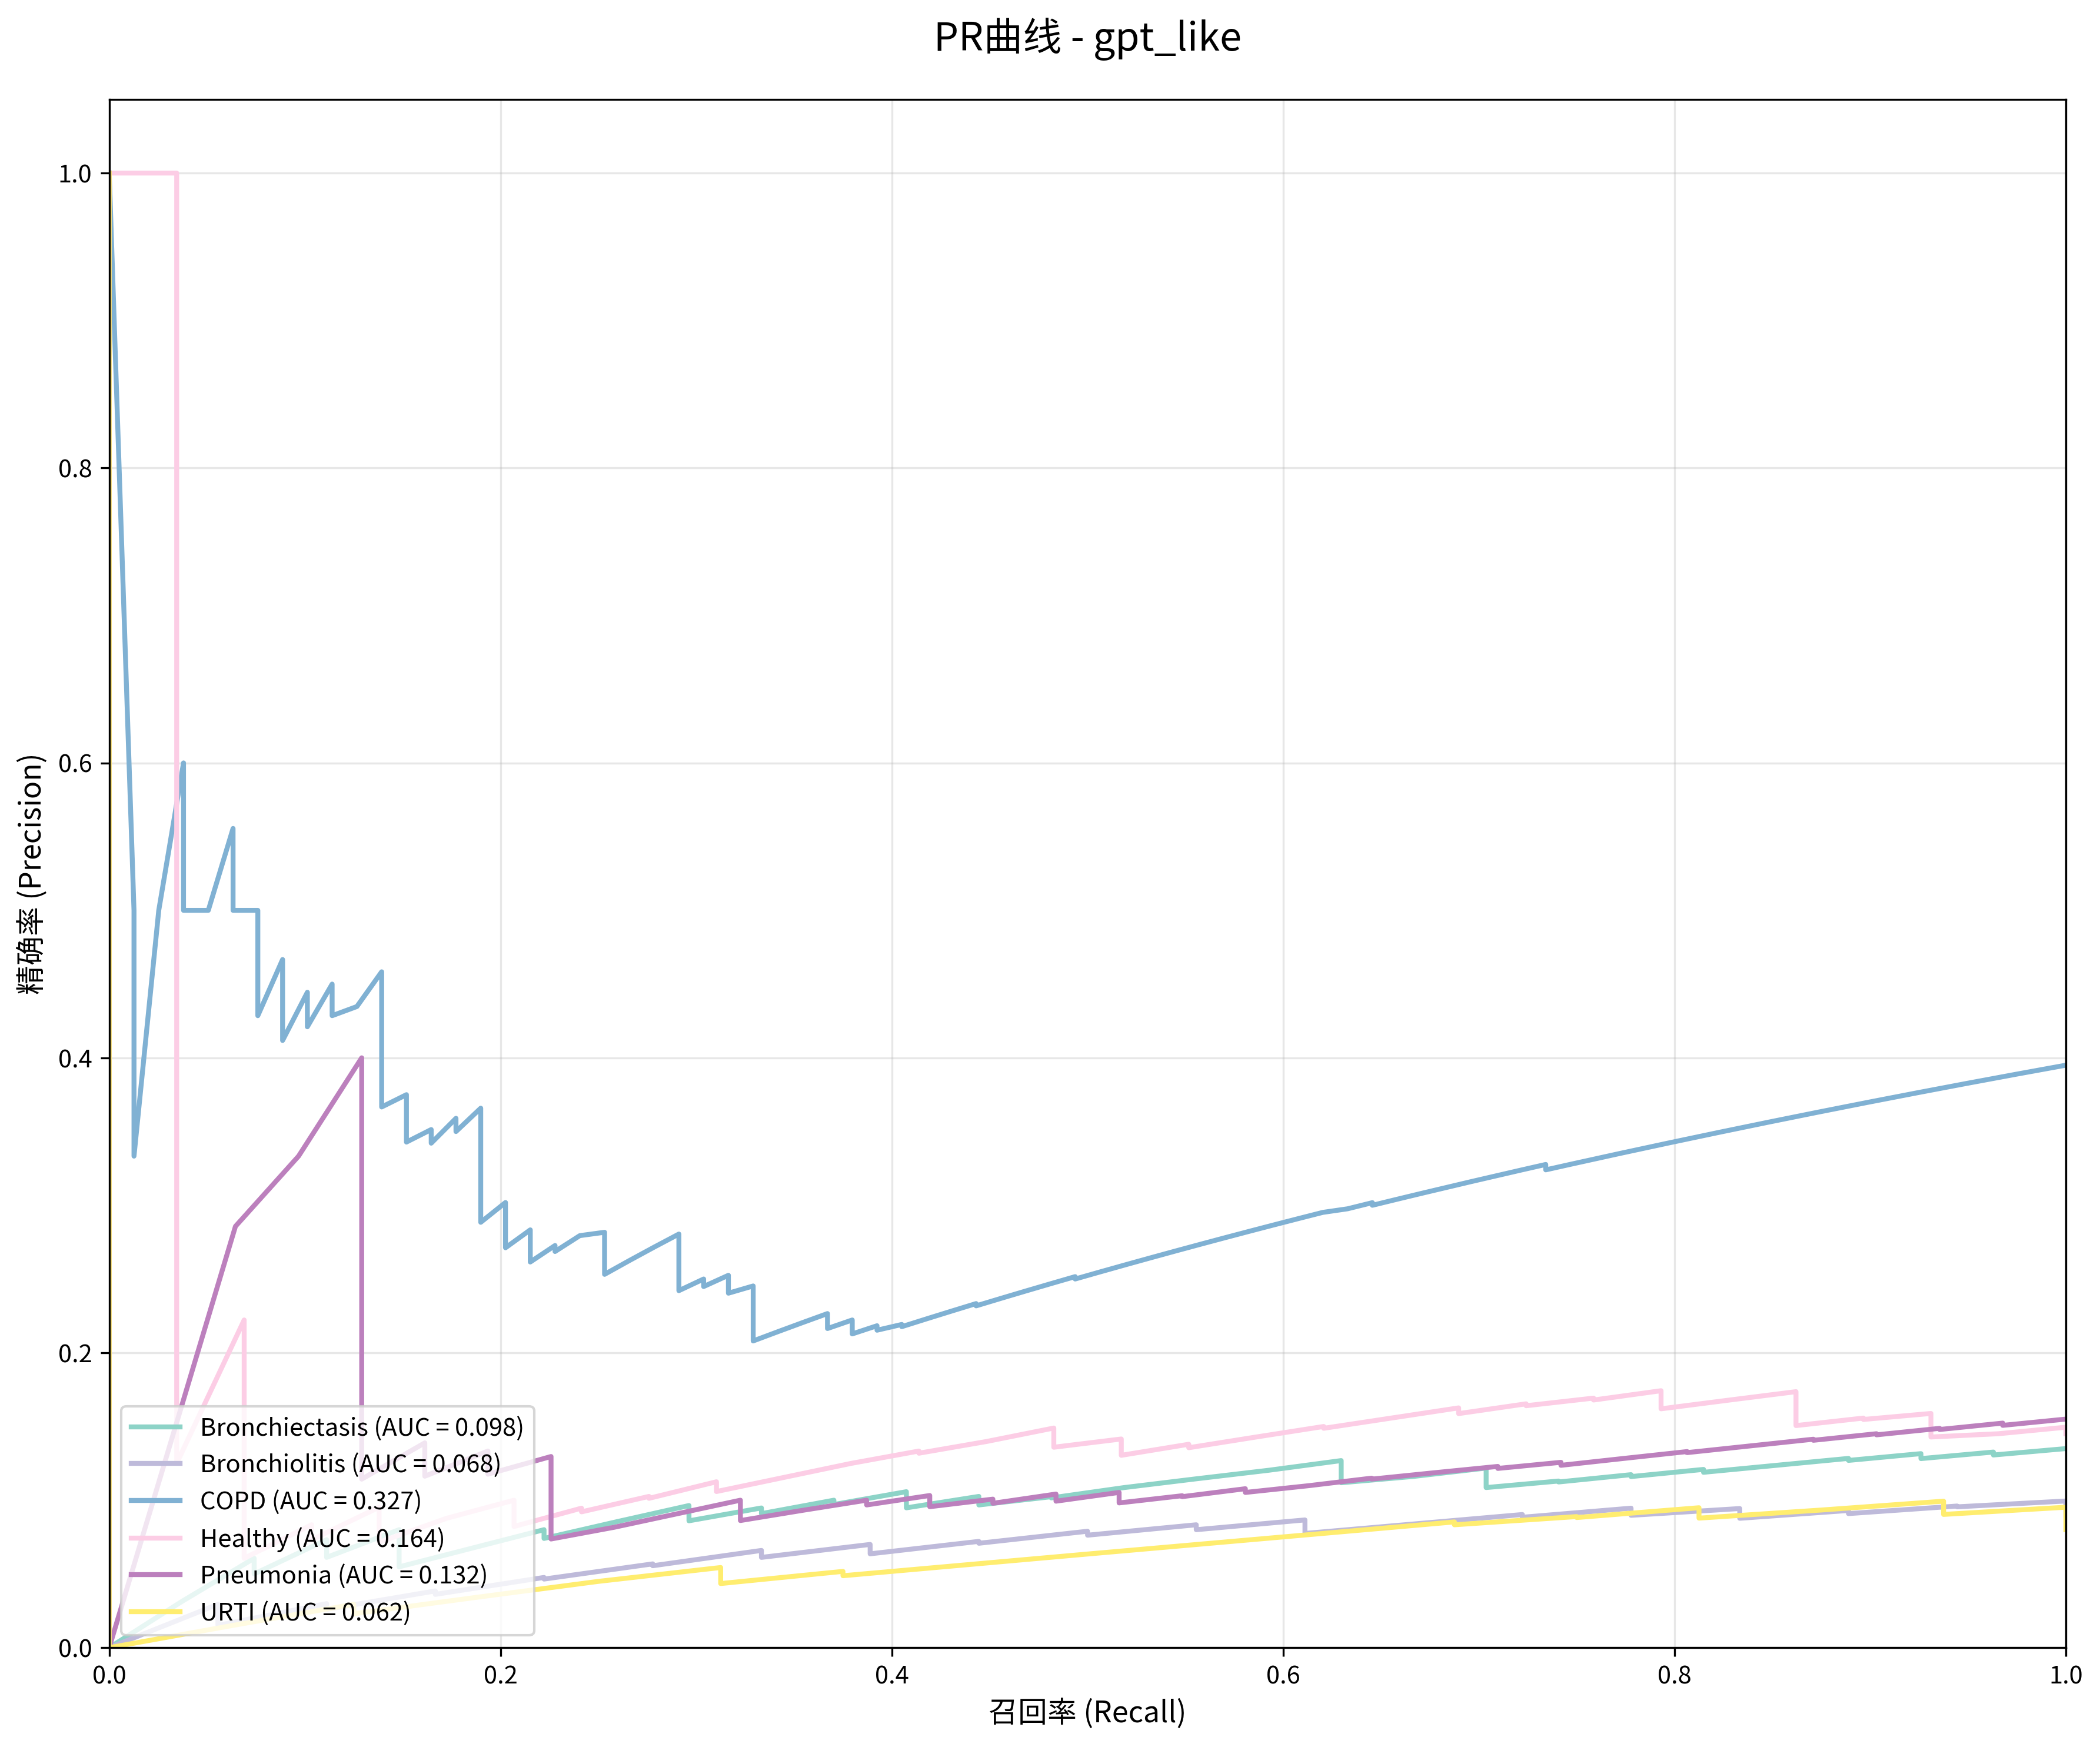 PR曲线 - gpt_like
精确率 (Precision)
1.0
0.8
0.6
0.4
0.2
0.0
Bronchiectasis (AUC = 0.098)
Bronchiolitis (AUC = 0.068)
COPD (AUC = 0.327)
Healthy (AUC = 0.164)
Pneumonia (AUC = 0.132)
URTI (AUC = 0.062)
0.0 0.2 0.4 0.6 0.8 1.0
召回率 (Recall)